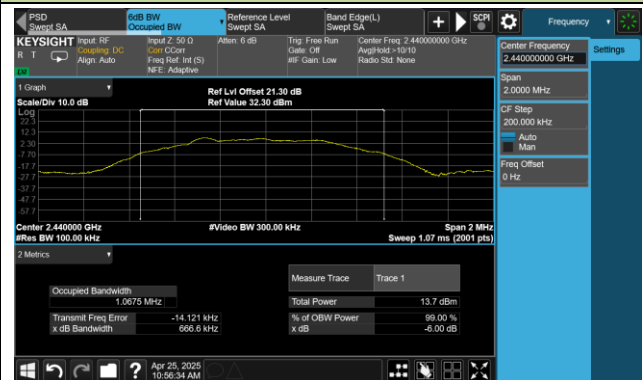 PSD
Swept SA
6dB BW
Occupied BW
Reference Level
Swept SA
Band Edge(L)
Swept SA
SCPI
Frequency
KEYSIGHT
R T
LW
Input: RF
Coupling: DC
Align: Auto
Input Z: 50 Ω
Corr CCorr
Freq Ref: Int (S)
NFE: Adaptive
Atten: 6 dB
Trig: Free Run
Gate: Off
#IF Gain: Low
Center Freq: 2.440000000 GHz
Avg|Hold:>10/10
Radio Std: None
Center Frequency
2.440000000 GHz
Settings
Span
2.0000 MHz
CF Step
200.000 kHz
Auto
Man
Freq Offset
0 Hz
1 Graph
Scale/Div 10.0 dB
Ref Lvl Offset 21.30 dB
Ref Value 32.30 dBm
Log
22.3
12.3
2.30
-7.70
-17.7
-27.7
-37.7
-47.7
-57.7
Center 2.440000 GHz
#Res BW 100.00 kHz
#Video BW 300.00 kHz
Span 2 MHz
Sweep 1.07 ms (2001 pts)
2 Metrics
Measure Trace
Trace 1
Occupied Bandwidth
1.0675 MHz
Total Power
13.7 dBm
Transmit Freq Error
-14.121 kHz
% of OBW Power
99.00 %
x dB Bandwidth
666.6 kHz
x dB
-6.00 dB
Apr 25, 2025
10:56:34 AM